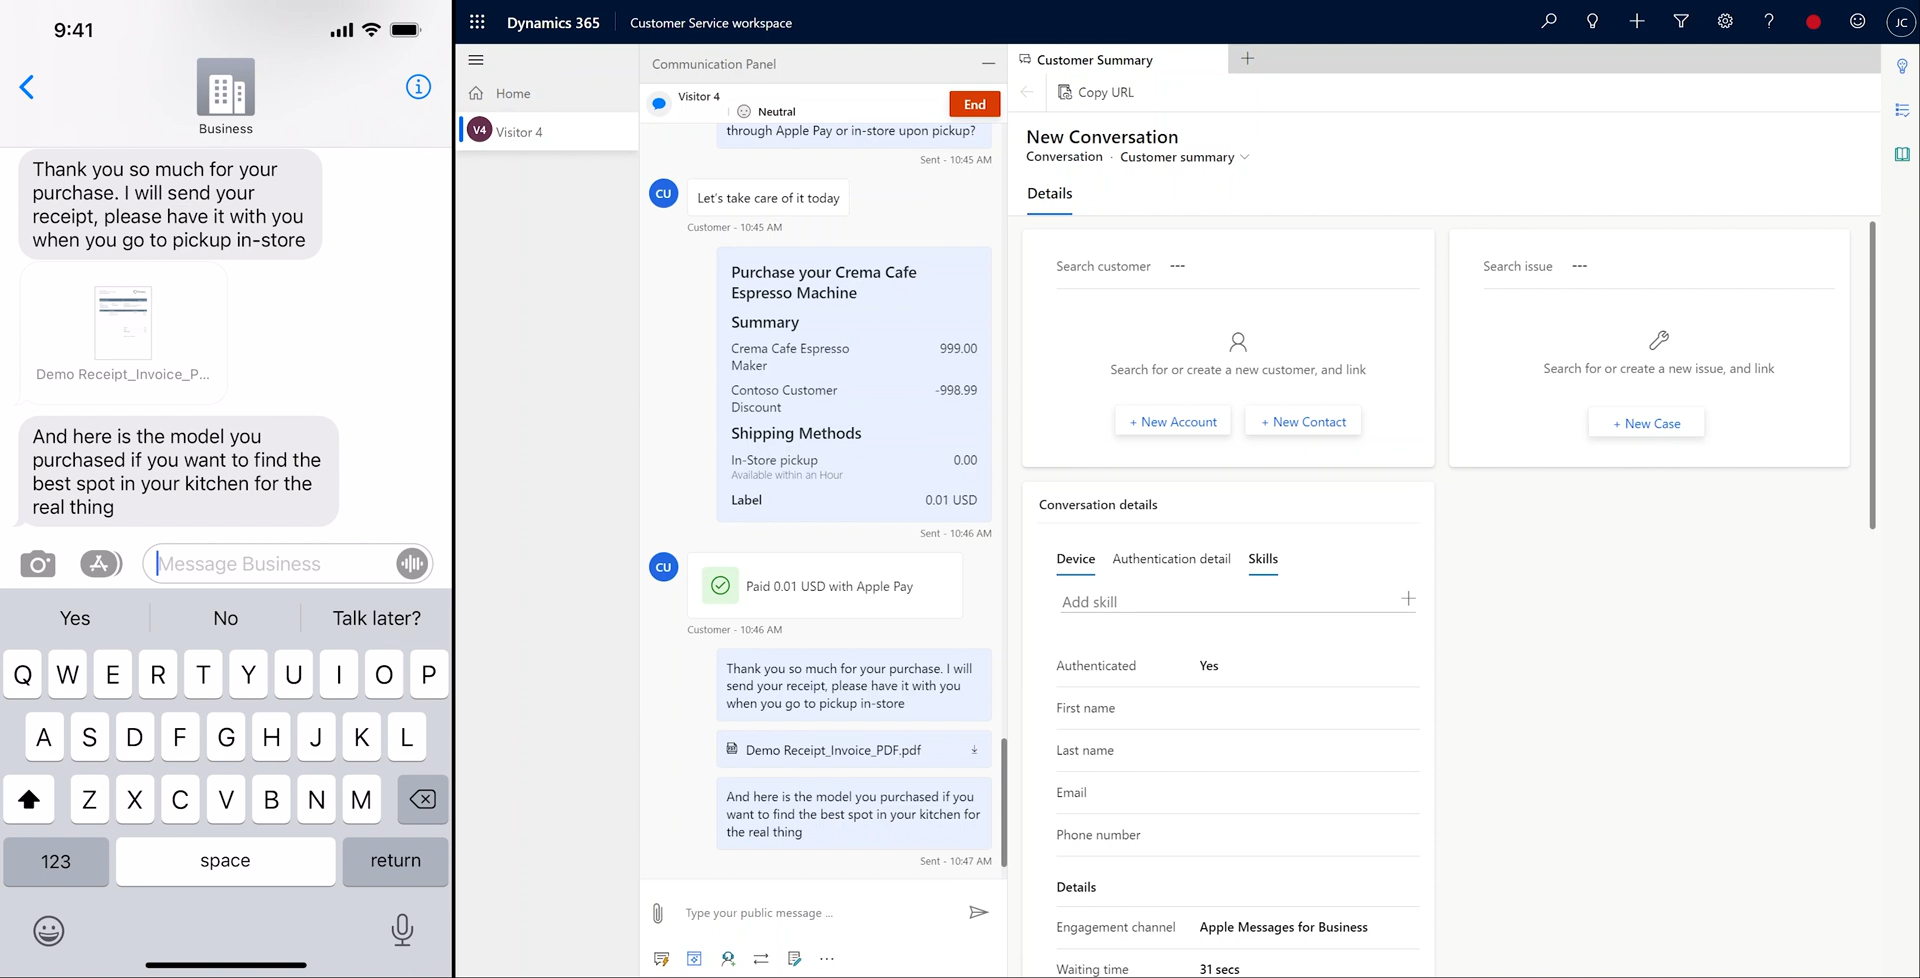 9:41
Business
Thank you so much for your
purchase. I will send your
receipt, please have it with you
when you go to pickup in-store
Demo Receipt_Invoice_P...
And here is the model you
purchased if you want to find the
best spot in your kitchen for the
real thing
Message Business
Yes
No
Talk later?
Q W E R T Y U I O P
A S D F G H J K L
Z X C V B N M
123
space
return
Dynamics 365
Customer Service workspace
JC
Home
V4
Visitor 4
Communication Panel
Visitor 4
Neutral
End
through Apple Pay or in-store upon pickup?
Sent - 10:45 AM
CU
Let's take care of it today
Customer - 10:45 AM
Purchase your Crema Cafe
Espresso Machine
Summary
Crema Cafe Espresso 999.00
Maker
Contoso Customer -998.99
Discount
Shipping Methods
In-Store pickup 0.00
Available within an Hour
Label 0.01 USD
Sent - 10:46 AM
CU
Paid 0.01 USD with Apple Pay
Customer - 10:46 AM
Thank you so much for your purchase. I will
send your receipt, please have it with you
when you go to pickup in-store
Demo Receipt_Invoice_PDF.pdf
And here is the model you purchased if you
want to find the best spot in your kitchen for
the real thing
Sent - 10:47 AM
Type your public message ...
Customer Summary
Copy URL
New Conversation
Conversation · Customer summary
Details
Search customer ---
Search for or create a new customer, and link
+ New Account
+ New Contact
Search issue ---
Search for or create a new issue, and link
+ New Case
Conversation details
Device
Authentication detail
Skills
Add skill
Authenticated Yes
First name
Last name
Email
Phone number
Details
Engagement channel Apple Messages for Business
Waiting time 31 secs